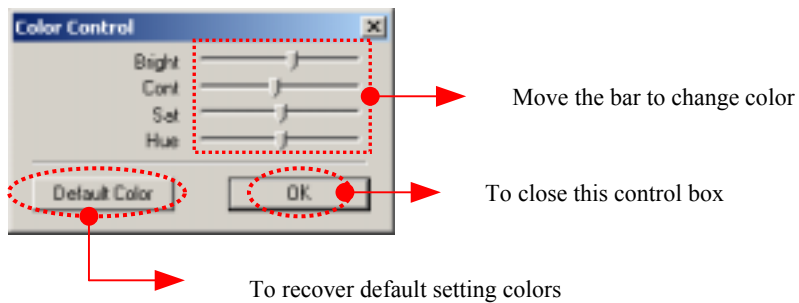 Color Control
Bright
Cont
Sat
Hue
Move the bar to change color
Default Color
OK
To close this control box
To recover default setting colors